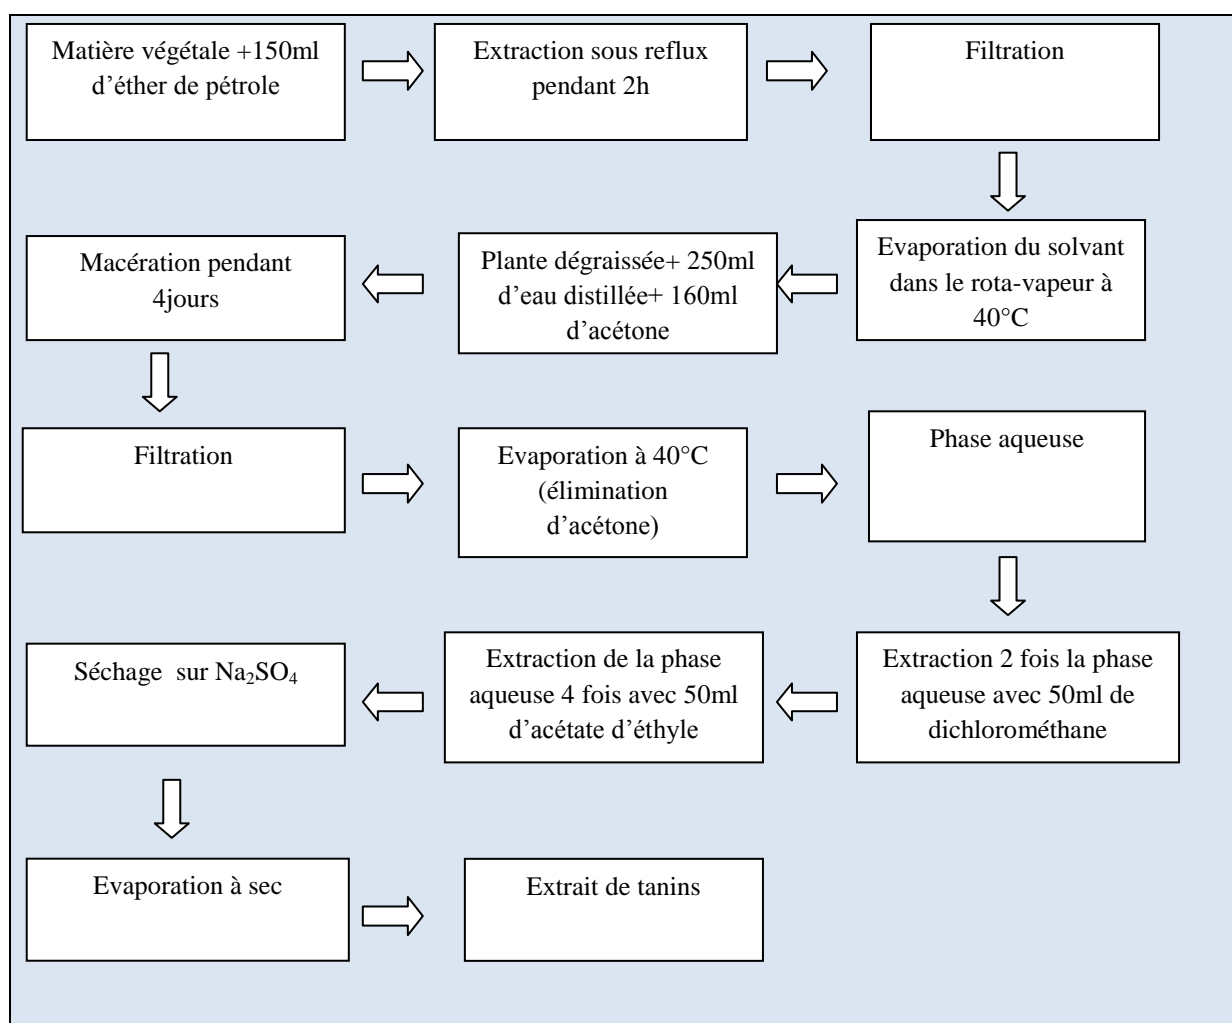 Matière végétale +150ml
d’éther de pétrole
Extraction sous reflux
pendant 2h
Filtration
Evaporation du solvant
dans le rota-vapeur à
40°C
Plante dégraissée+ 250ml
d’eau distillée+ 160ml
d’acétone
Macération pendant
4jours
Filtration
Evaporation à 40°C
(élimination
d’acétone)
Phase aqueuse
Extraction 2 fois la phase
aqueuse avec 50ml de
dichlorométhane
Extraction de la phase
aqueuse 4 fois avec 50ml
d’acétate d’éthyle
Séchage sur Na₂SO₄
Evaporation à sec
Extrait de tanins